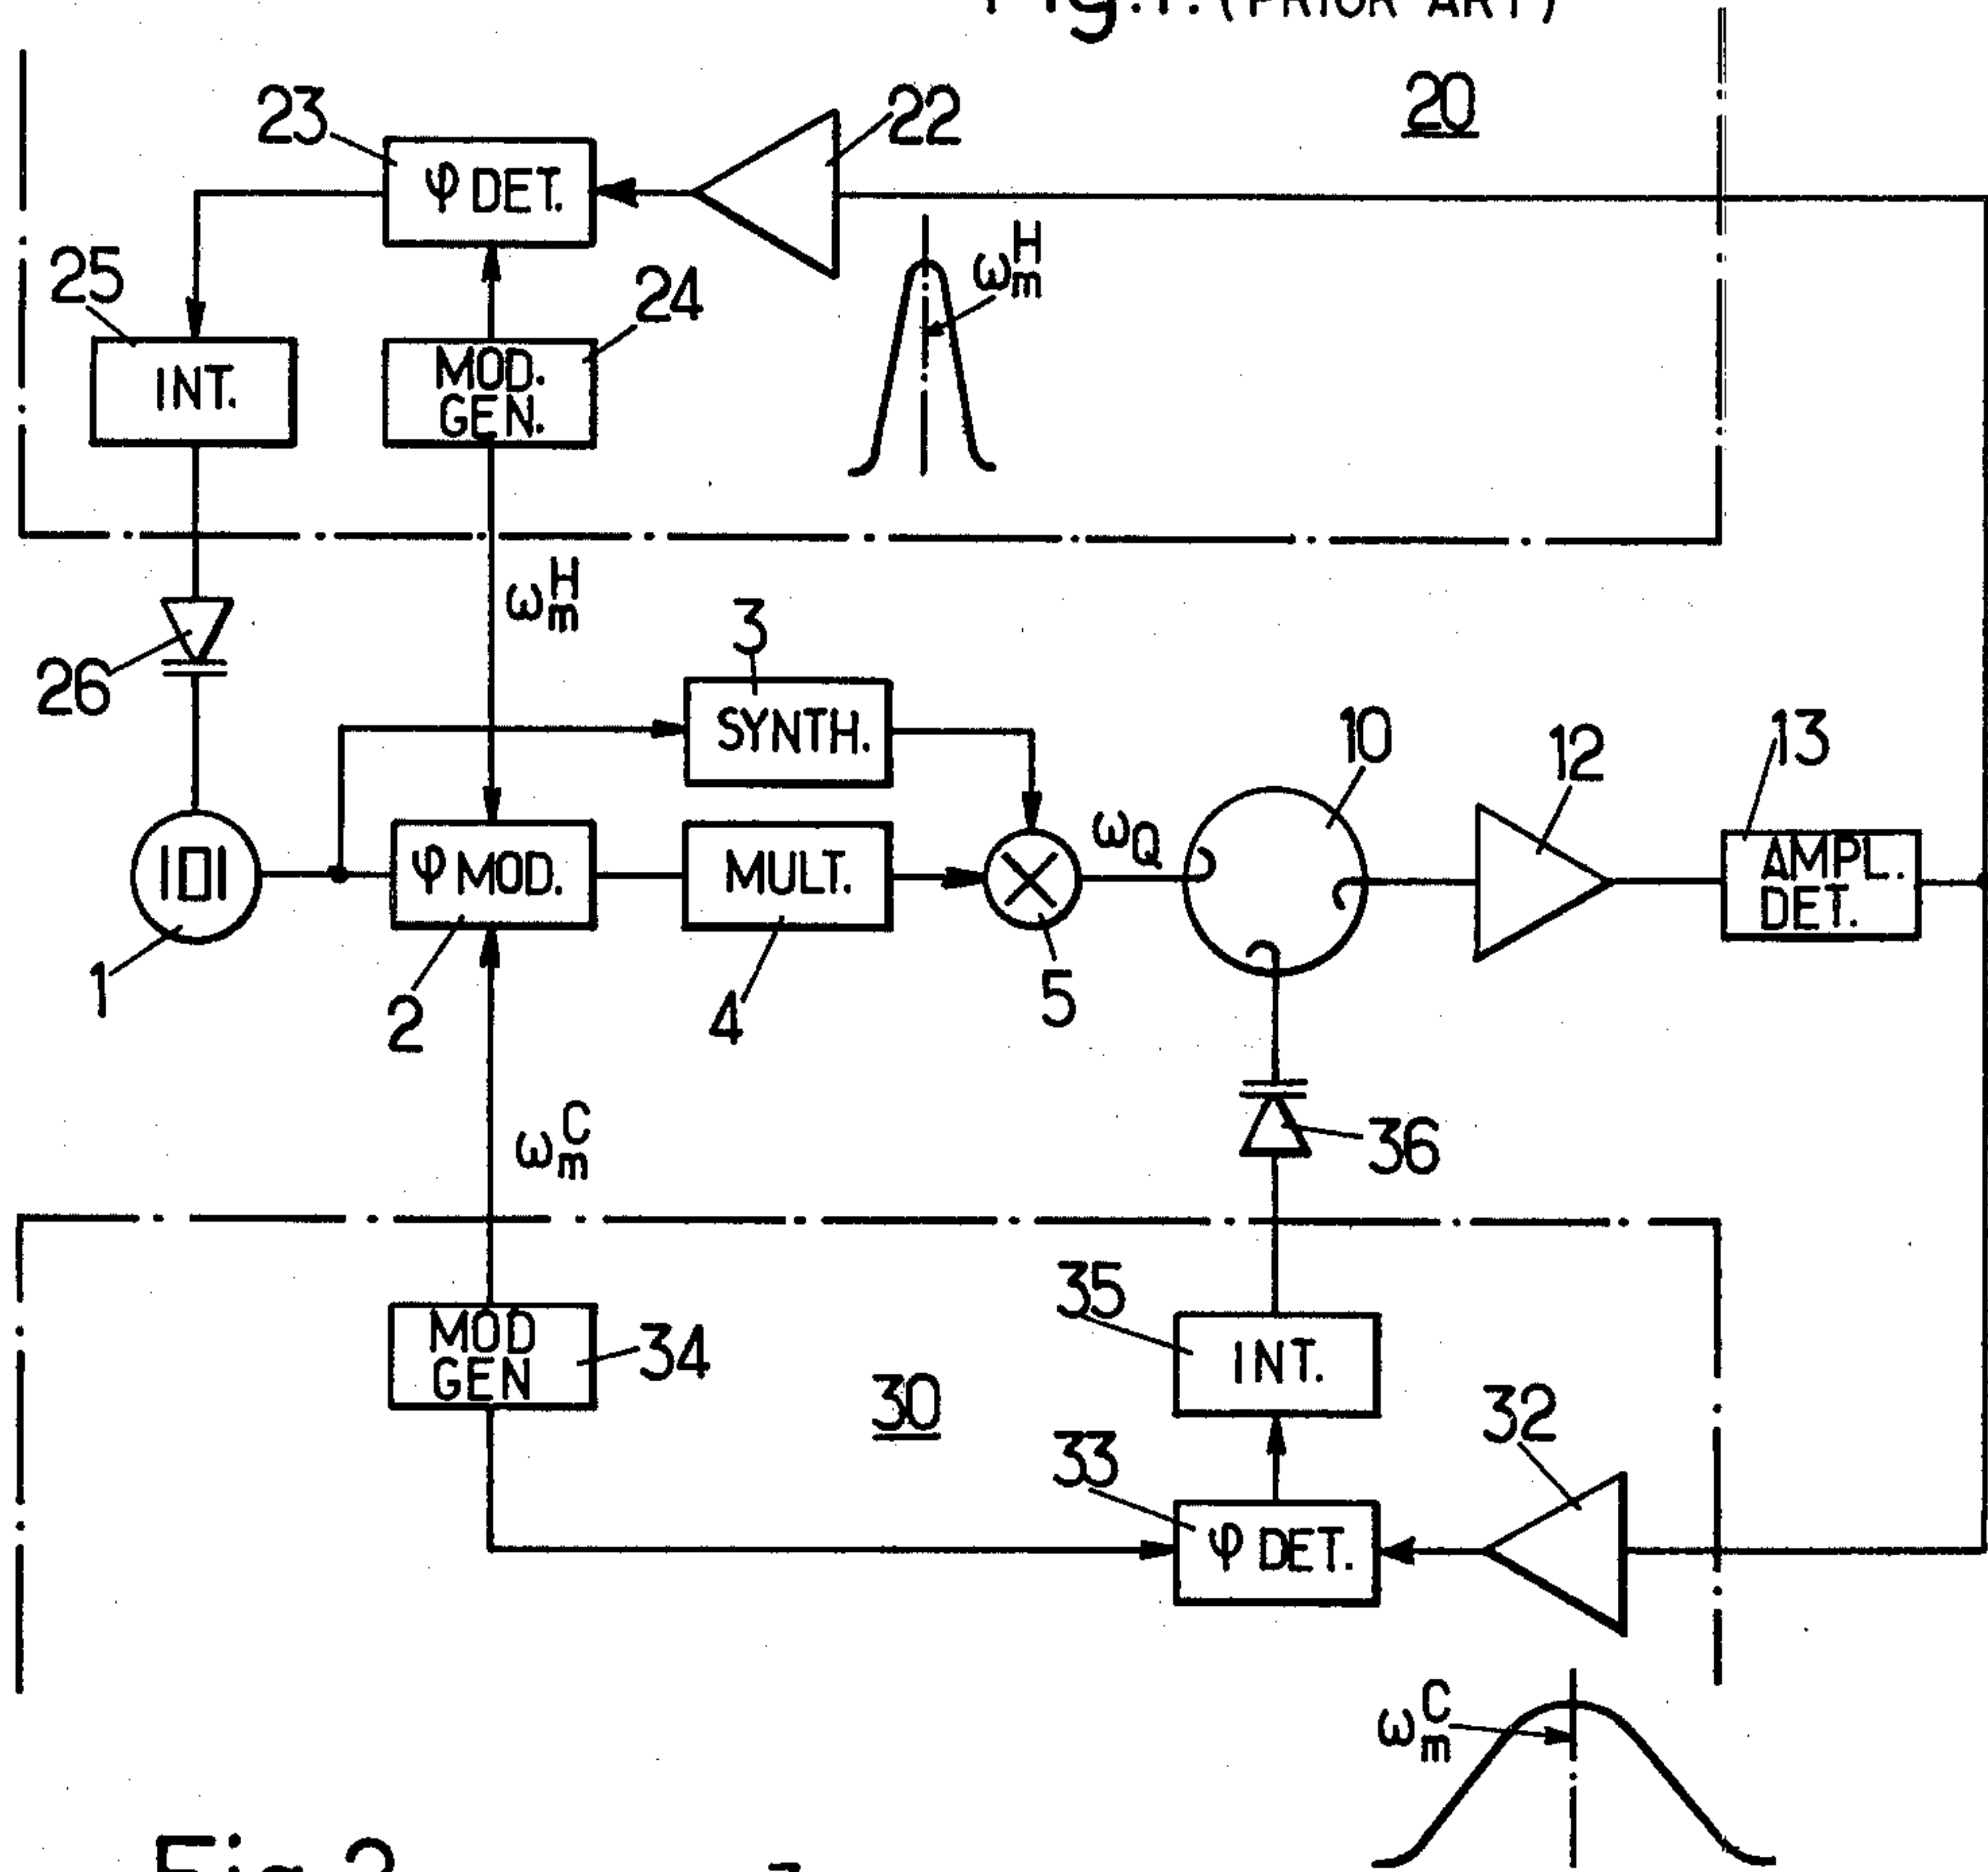 Fig.1. (PRIOR ART)
20
23
22
φ DET.
ω_m^H
25
24
INT.
MOD.
GEN.
ω_m^H
26
3
SYNTH.
10
12
13
1
φ MOD.
MULT.
ω_Q
AMPL.
DET.
2
4
5
ω_m^C
36
35
MOD
GEN
34
INT.
30
32
33
φ DET.
ω_m^C
Fig. 2
3